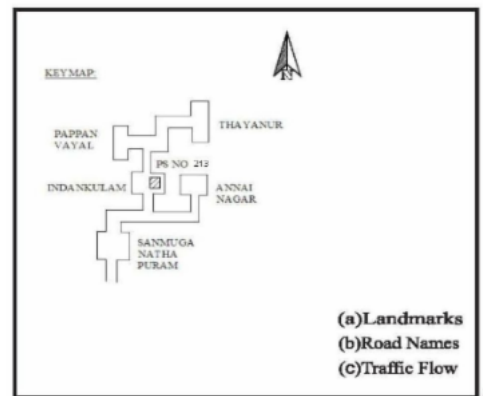 N
KEYMAP:
THAYANUR
PAPPAN
VAYAL
PS NO 213
INDANKULAM
ANNAI
NAGAR
SANMUGA
NATHA
PURAM
(a)Landmarks
(b)Road Names
(c)Traffic Flow